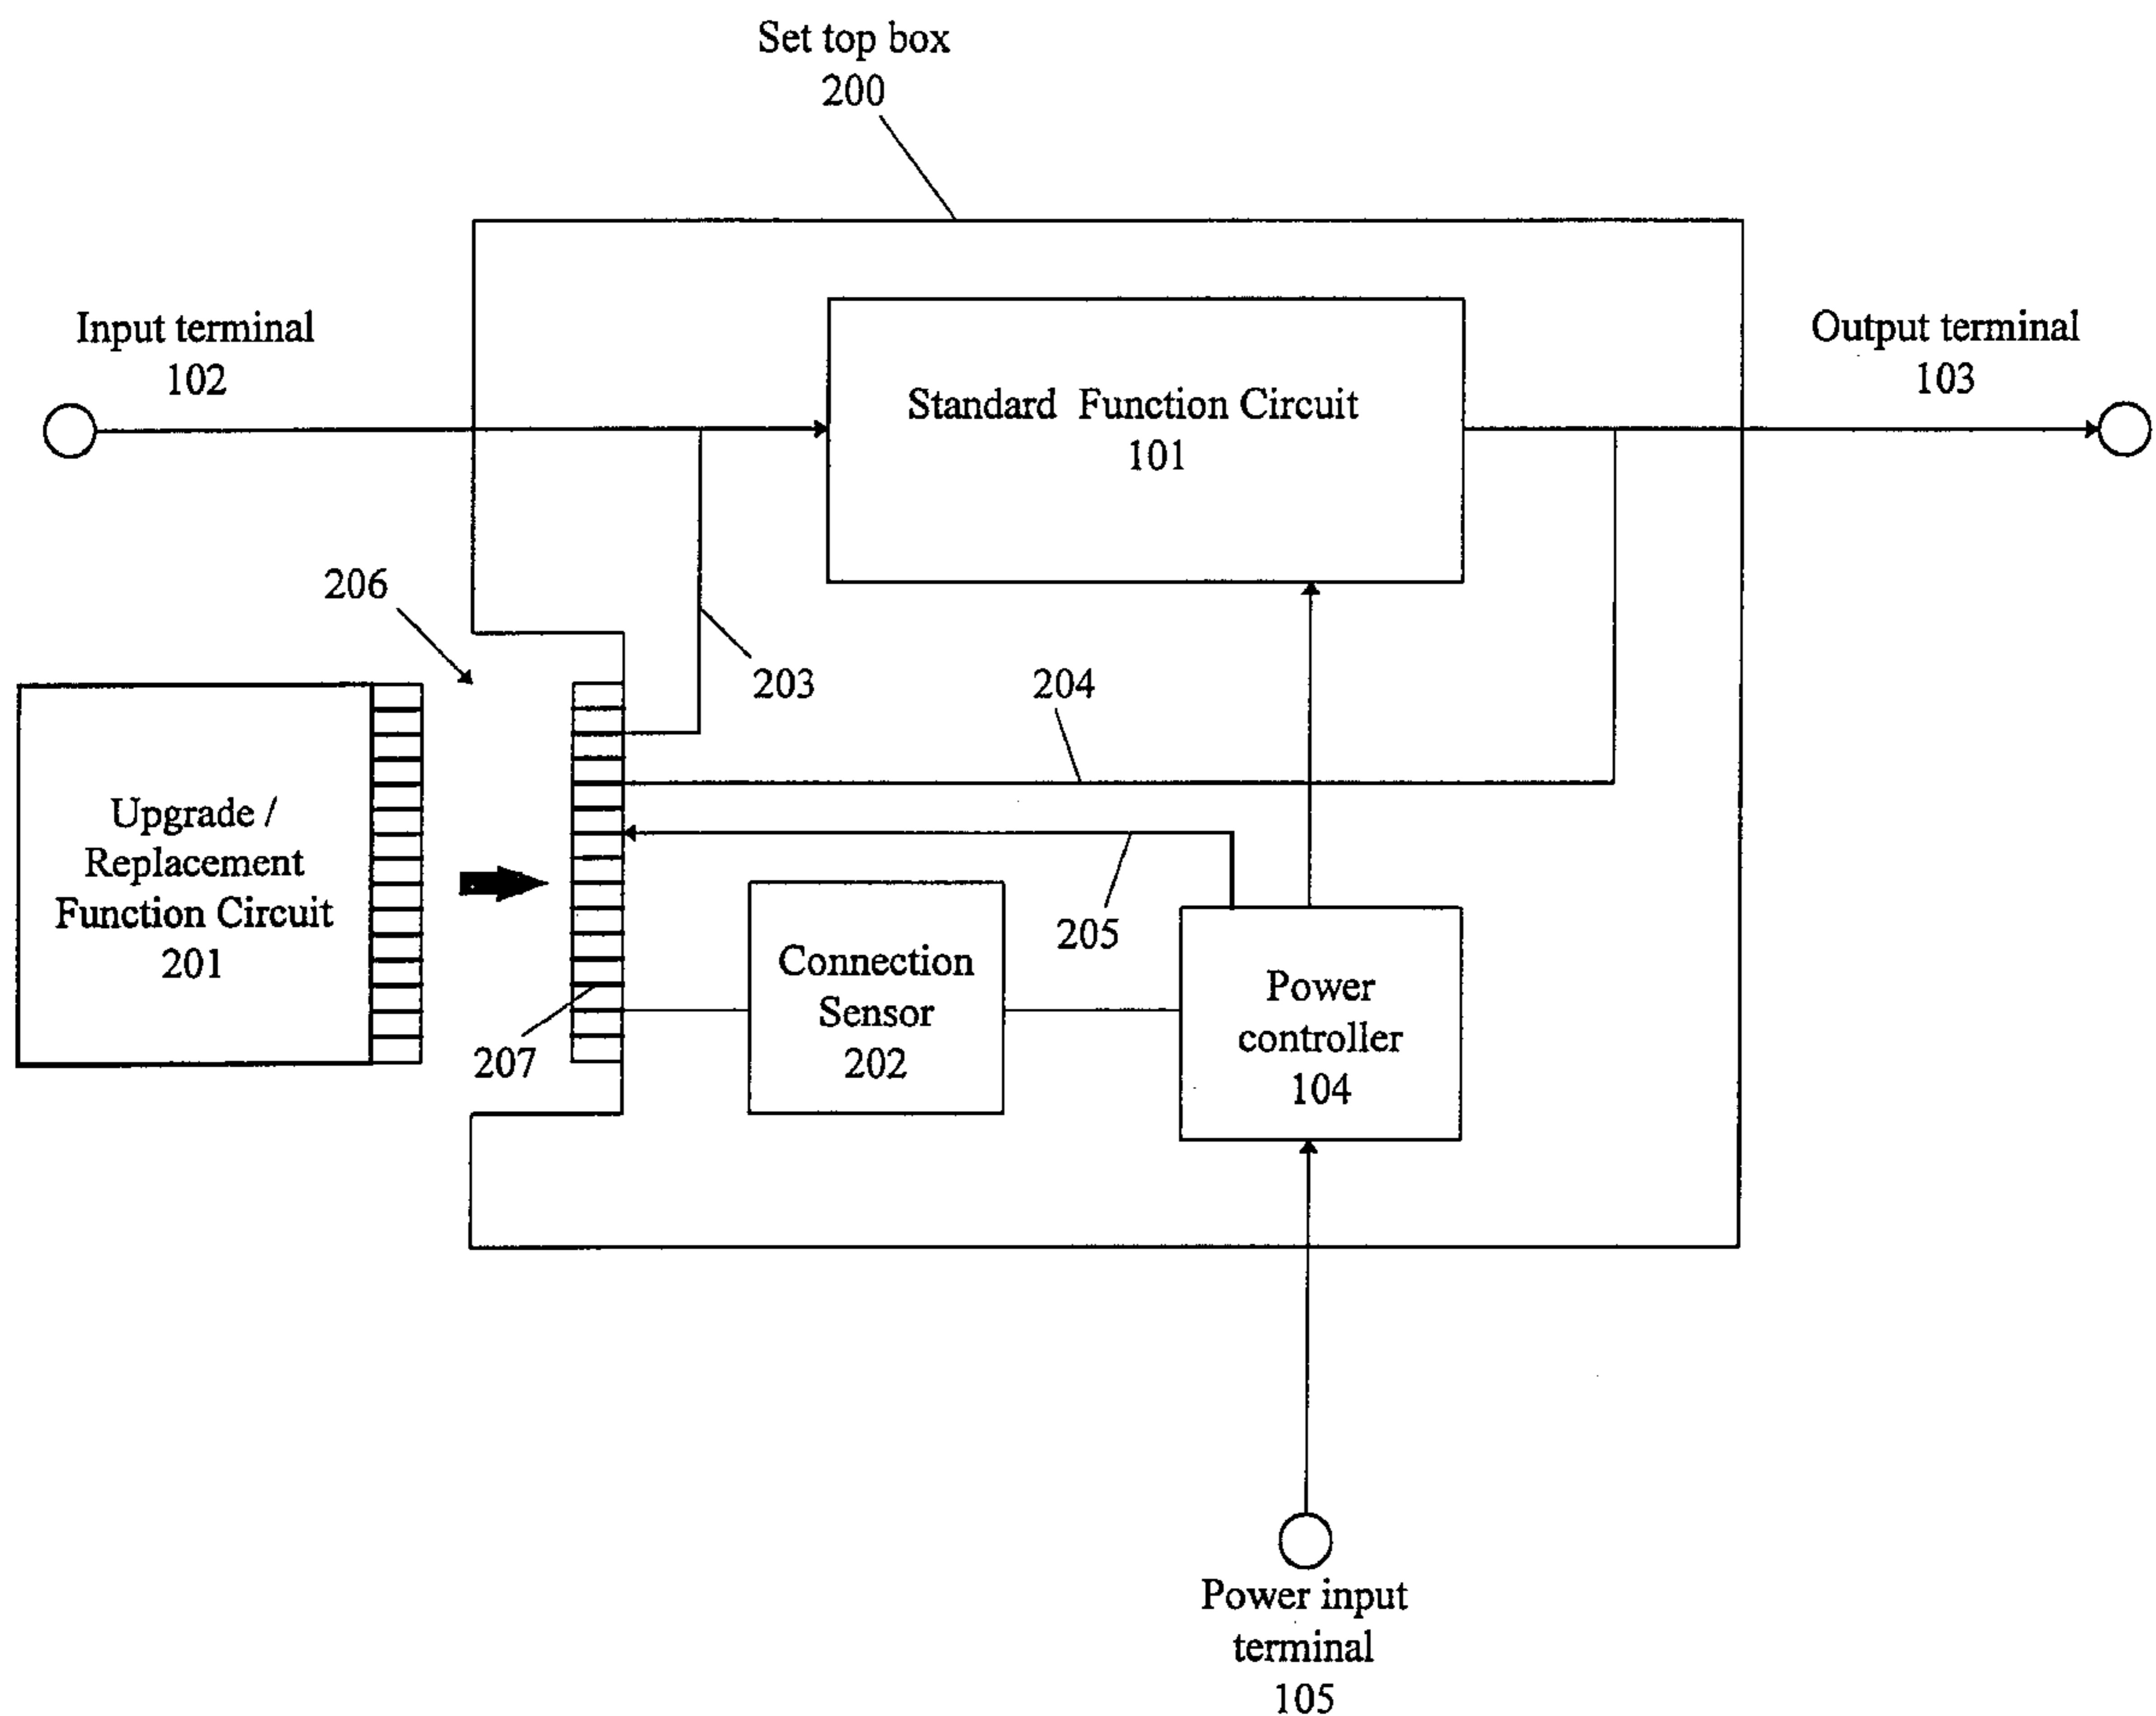 Set top box
200
Input terminal
102
Output terminal
103
Standard Function Circuit
101
206
203
204
Upgrade /
Replacement
Function Circuit
201
205
Connection
Sensor
202
Power
controller
104
207
Power input
terminal
105